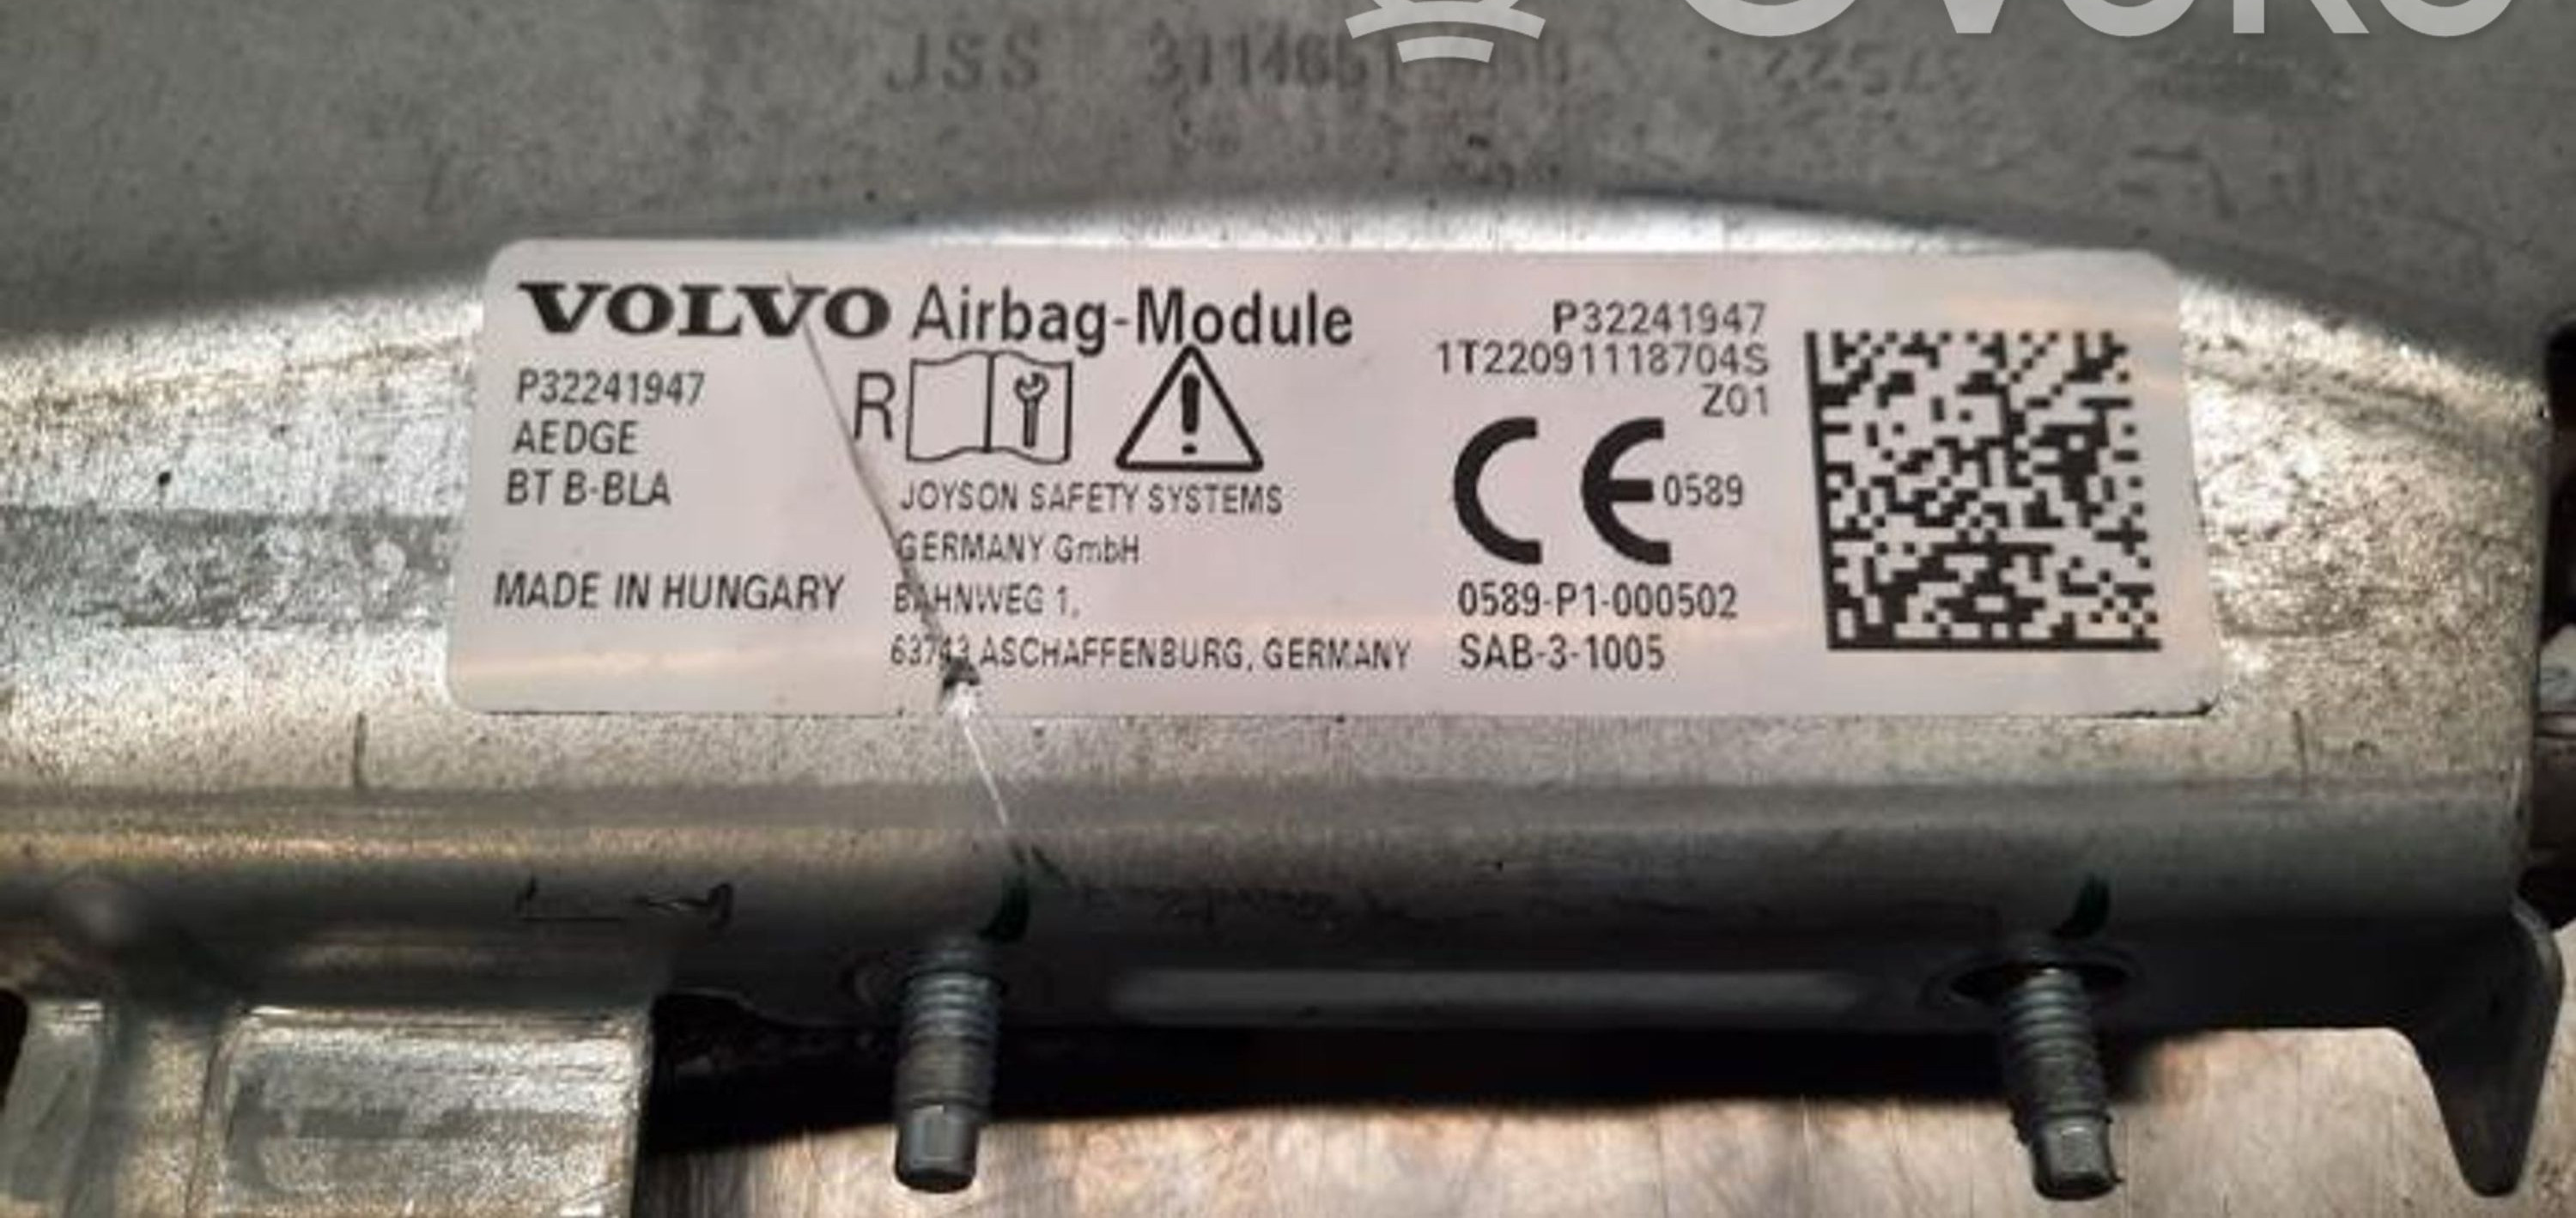 JSS
VOLVO Airbag-Module
P32241947
AEDGE
BT B-BLA
MADE IN HUNGARY
R
JOYSON SAFETY SYSTEMS
GERMANY GmbH
BAHNWEG 1,
63743 ASCHAFFENBURG, GERMANY
P32241947
1T22091118704S
Z01
CE 0589
0589-P1-000502
SAB-3-1005